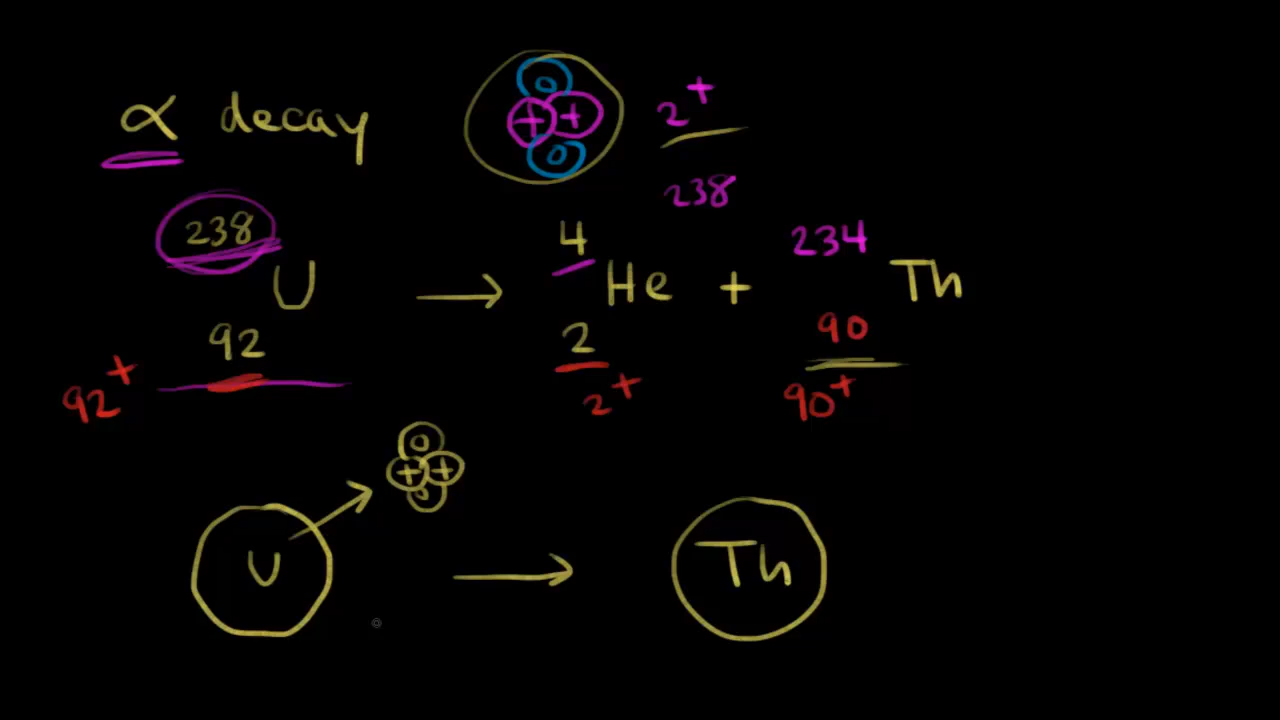 α decay
+ +
2+
238
238 U → 4 He + 234 Th
92 2 90
92+ 2+ 90+
+ +
U → Th